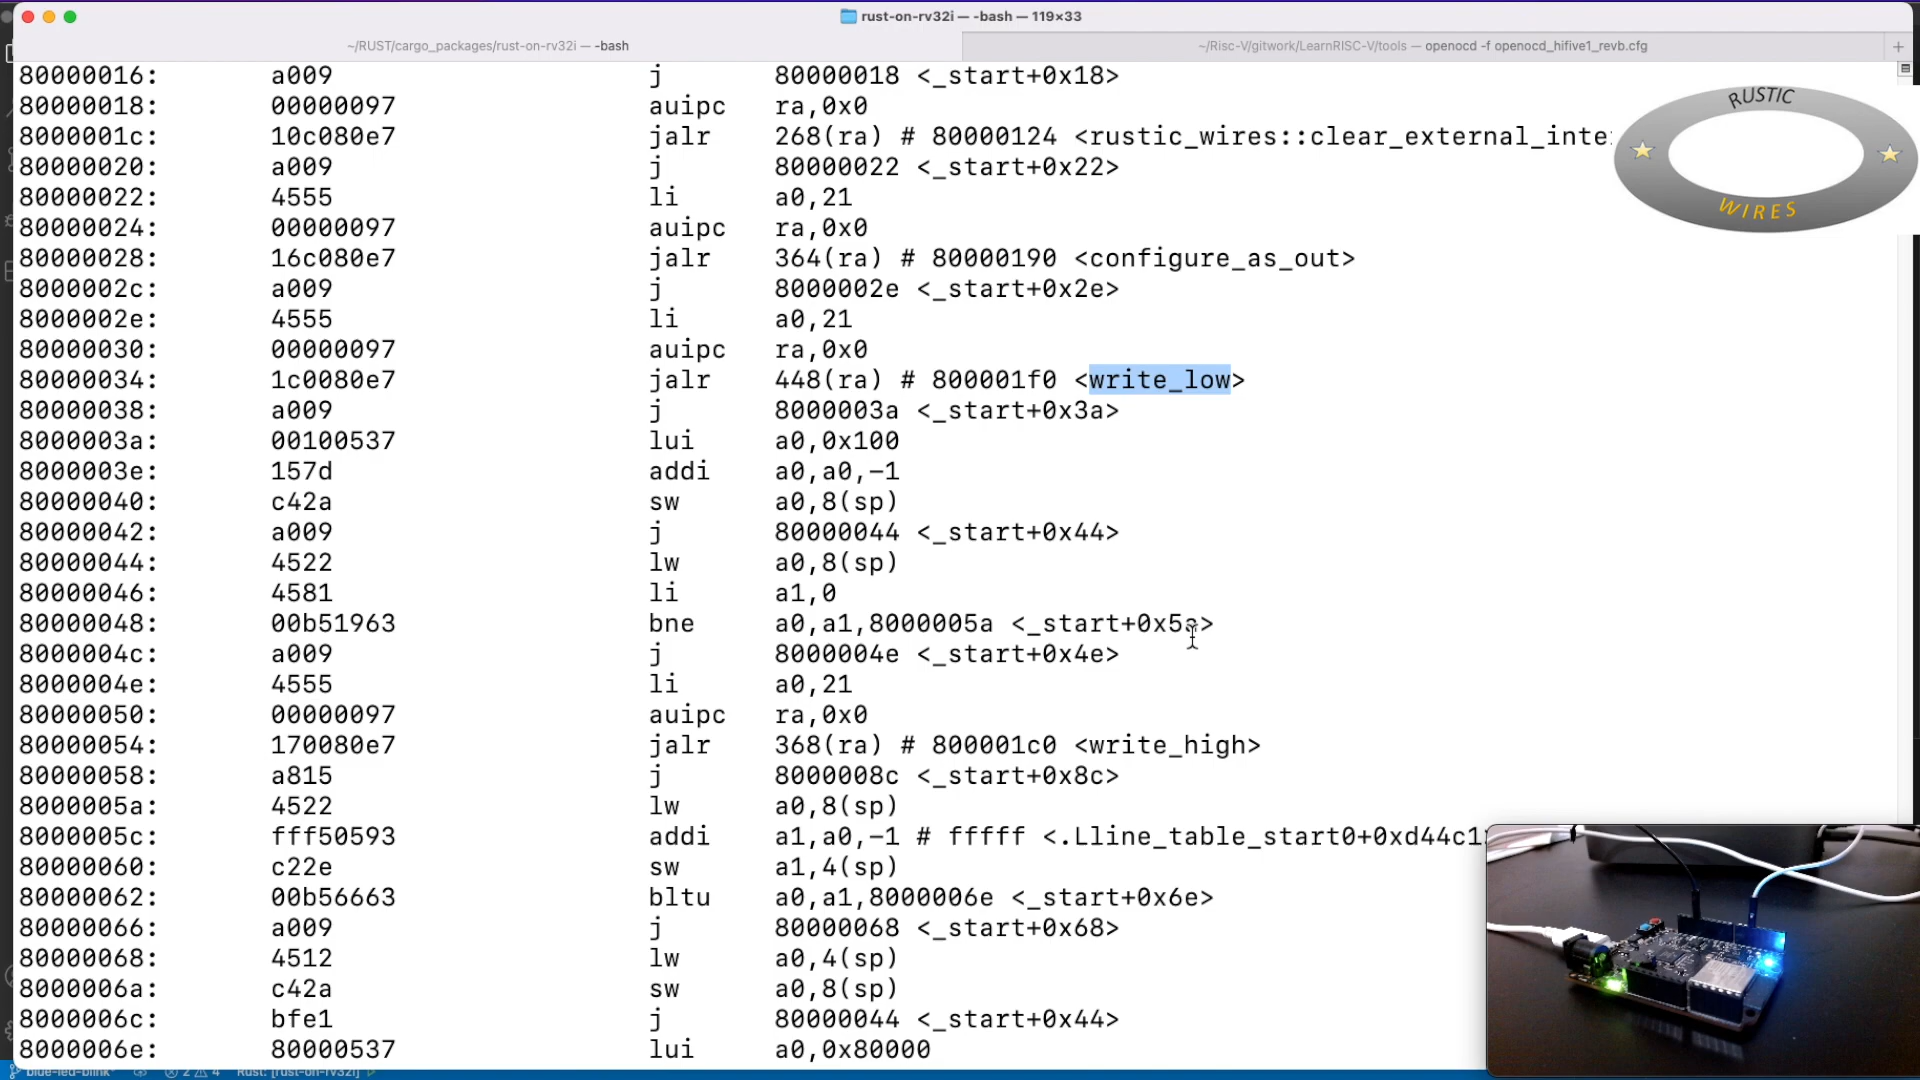 rust-on-rv32i — -bash — 119×33
~/RUST/cargo_packages/rust-on-rv32i — -bash
~/Risc-V/gitwork/LearnRISC-V/tools — openocd -f openocd_hifive1_revb.cfg
+
80000016: a009 j 80000018 <_start+0x18>
80000018: 00000097 auipc ra,0x0
8000001c: 10c080e7 jalr 268(ra) # 80000124 <rustic_wires::clear_external_inte
80000020: a009 j 80000022 <_start+0x22>
80000022: 4555 li a0,21
80000024: 00000097 auipc ra,0x0
80000028: 16c080e7 jalr 364(ra) # 80000190 <configure_as_out>
8000002c: a009 j 8000002e <_start+0x2e>
8000002e: 4555 li a0,21
80000030: 00000097 auipc ra,0x0
80000034: 1c0080e7 jalr 448(ra) # 800001f0 <write_low>
80000038: a009 j 8000003a <_start+0x3a>
8000003a: 00100537 lui a0,0x100
8000003e: 157d addi a0,a0,-1
80000040: c42a sw a0,8(sp)
80000042: a009 j 80000044 <_start+0x44>
80000044: 4522 lw a0,8(sp)
80000046: 4581 li a1,0
80000048: 00b51963 bne a0,a1,8000005a <_start+0x5a>
8000004c: a009 j 8000004e <_start+0x4e>
8000004e: 4555 li a0,21
80000050: 00000097 auipc ra,0x0
80000054: 170080e7 jalr 368(ra) # 800001c0 <write_high>
80000058: a815 j 8000008c <_start+0x8c>
8000005a: 4522 lw a0,8(sp)
8000005c: fff50593 addi a1,a0,-1 # fffff <.Lline_table_start0+0xd44c1
80000060: c22e sw a1,4(sp)
80000062: 00b56663 bltu a0,a1,8000006e <_start+0x6e>
80000066: a009 j 80000068 <_start+0x68>
80000068: 4512 lw a0,4(sp)
8000006a: c42a sw a0,8(sp)
8000006c: bfe1 j 80000044 <_start+0x44>
8000006e: 80000537 lui a0,0x80000
RUSTIC
WIRES
blue-led-blink* 2 4 Rust: [rust-on-rv32i]